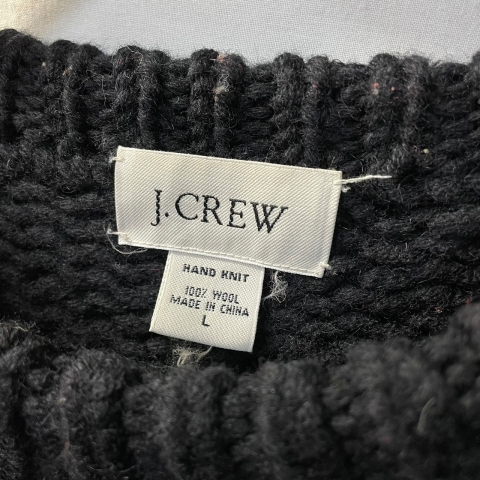 J.CREW
HAND KNIT
100% WOOL
MADE IN CHINA
L